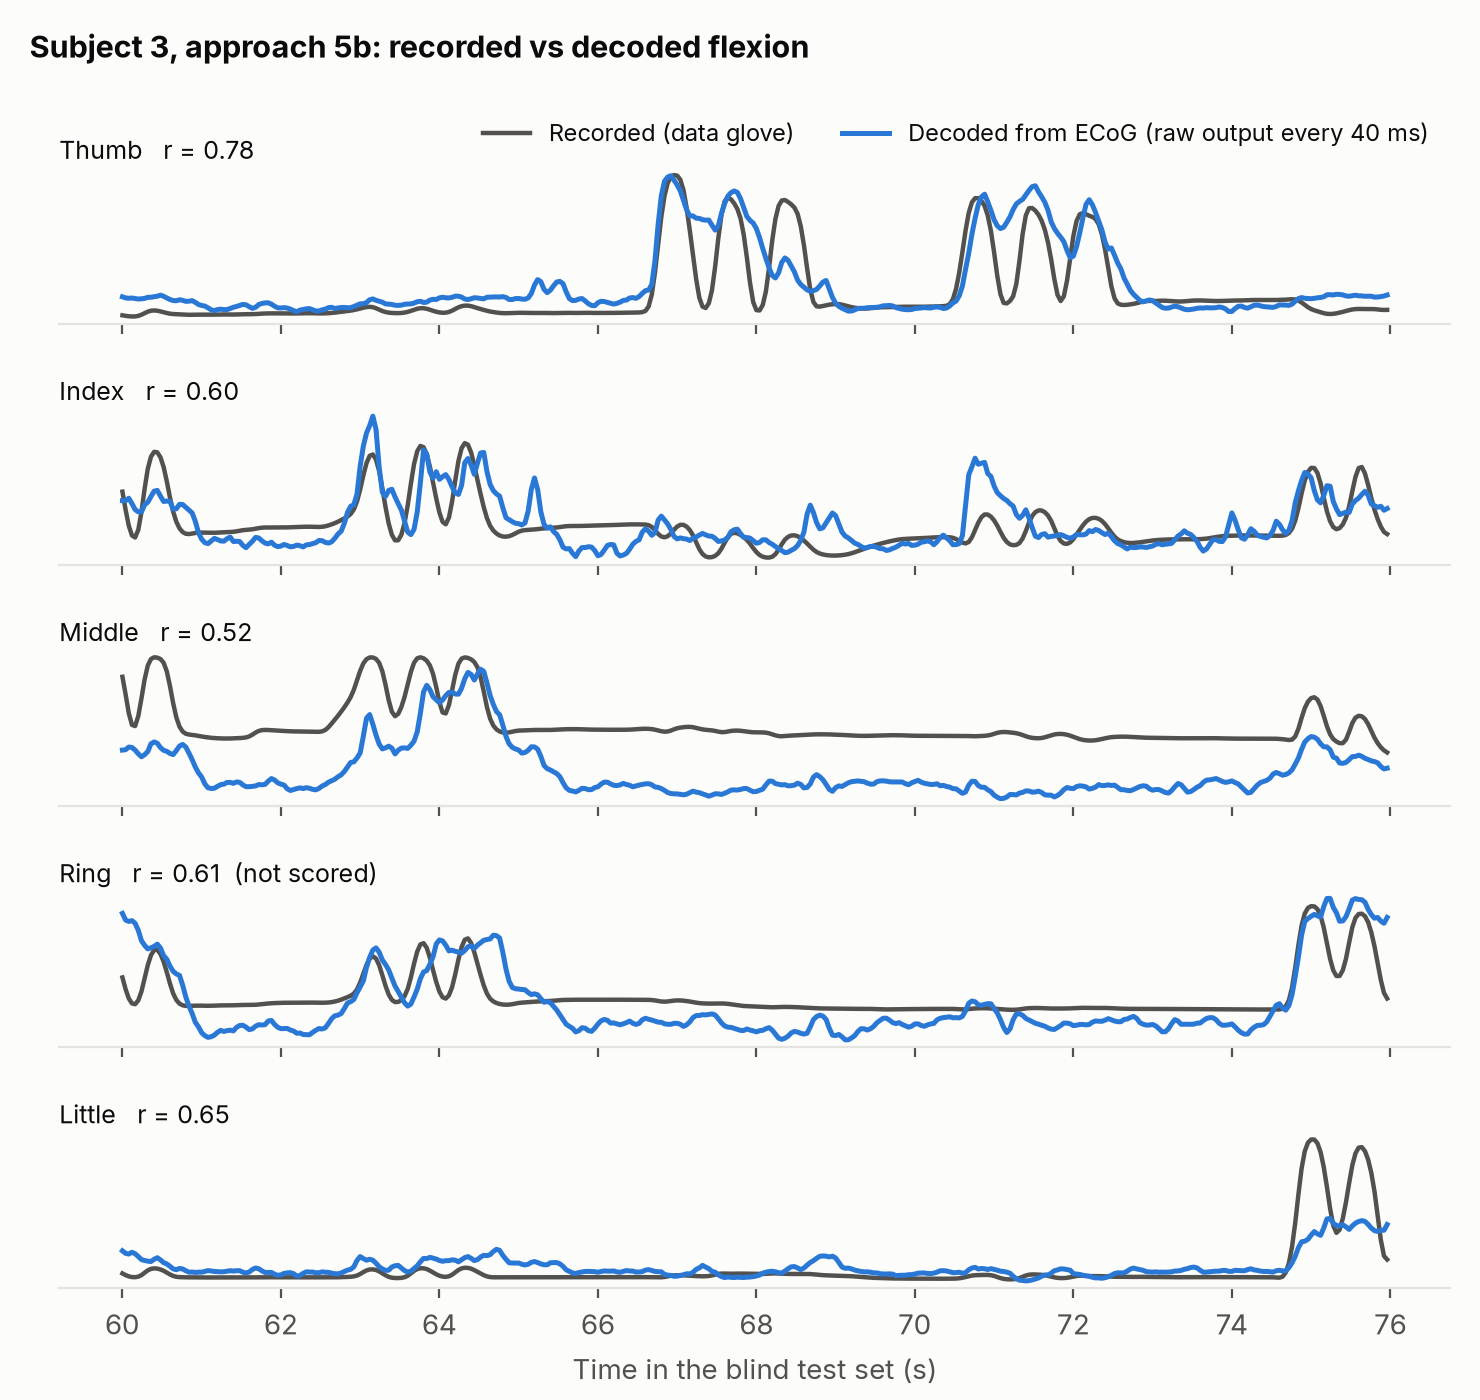 Subject 3, approach 5b: recorded vs decoded flexion
Recorded (data glove) Decoded from ECoG (raw output every 40 ms)
Thumb r = 0.78
Index r = 0.60
Middle r = 0.52
Ring r = 0.61 (not scored)
Little r = 0.65
60 62 64 66 68 70 72 74 76
Time in the blind test set (s)